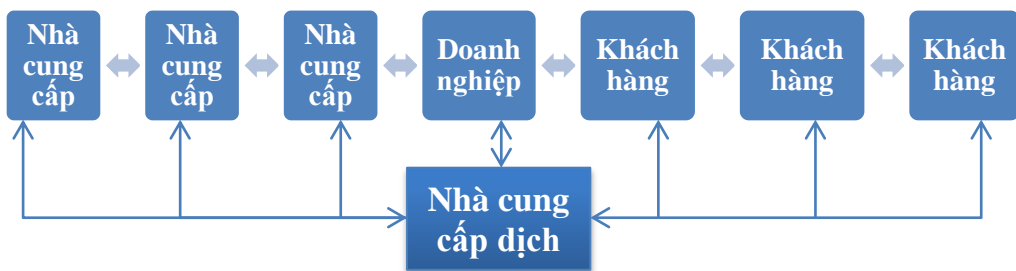 Nhà
cung
cấp
Nhà
cung
cấp
Nhà
cung
cấp
Doanh
nghiệp
Khách
hàng
Khách
hàng
Khách
hàng
Nhà cung
cấp dịch